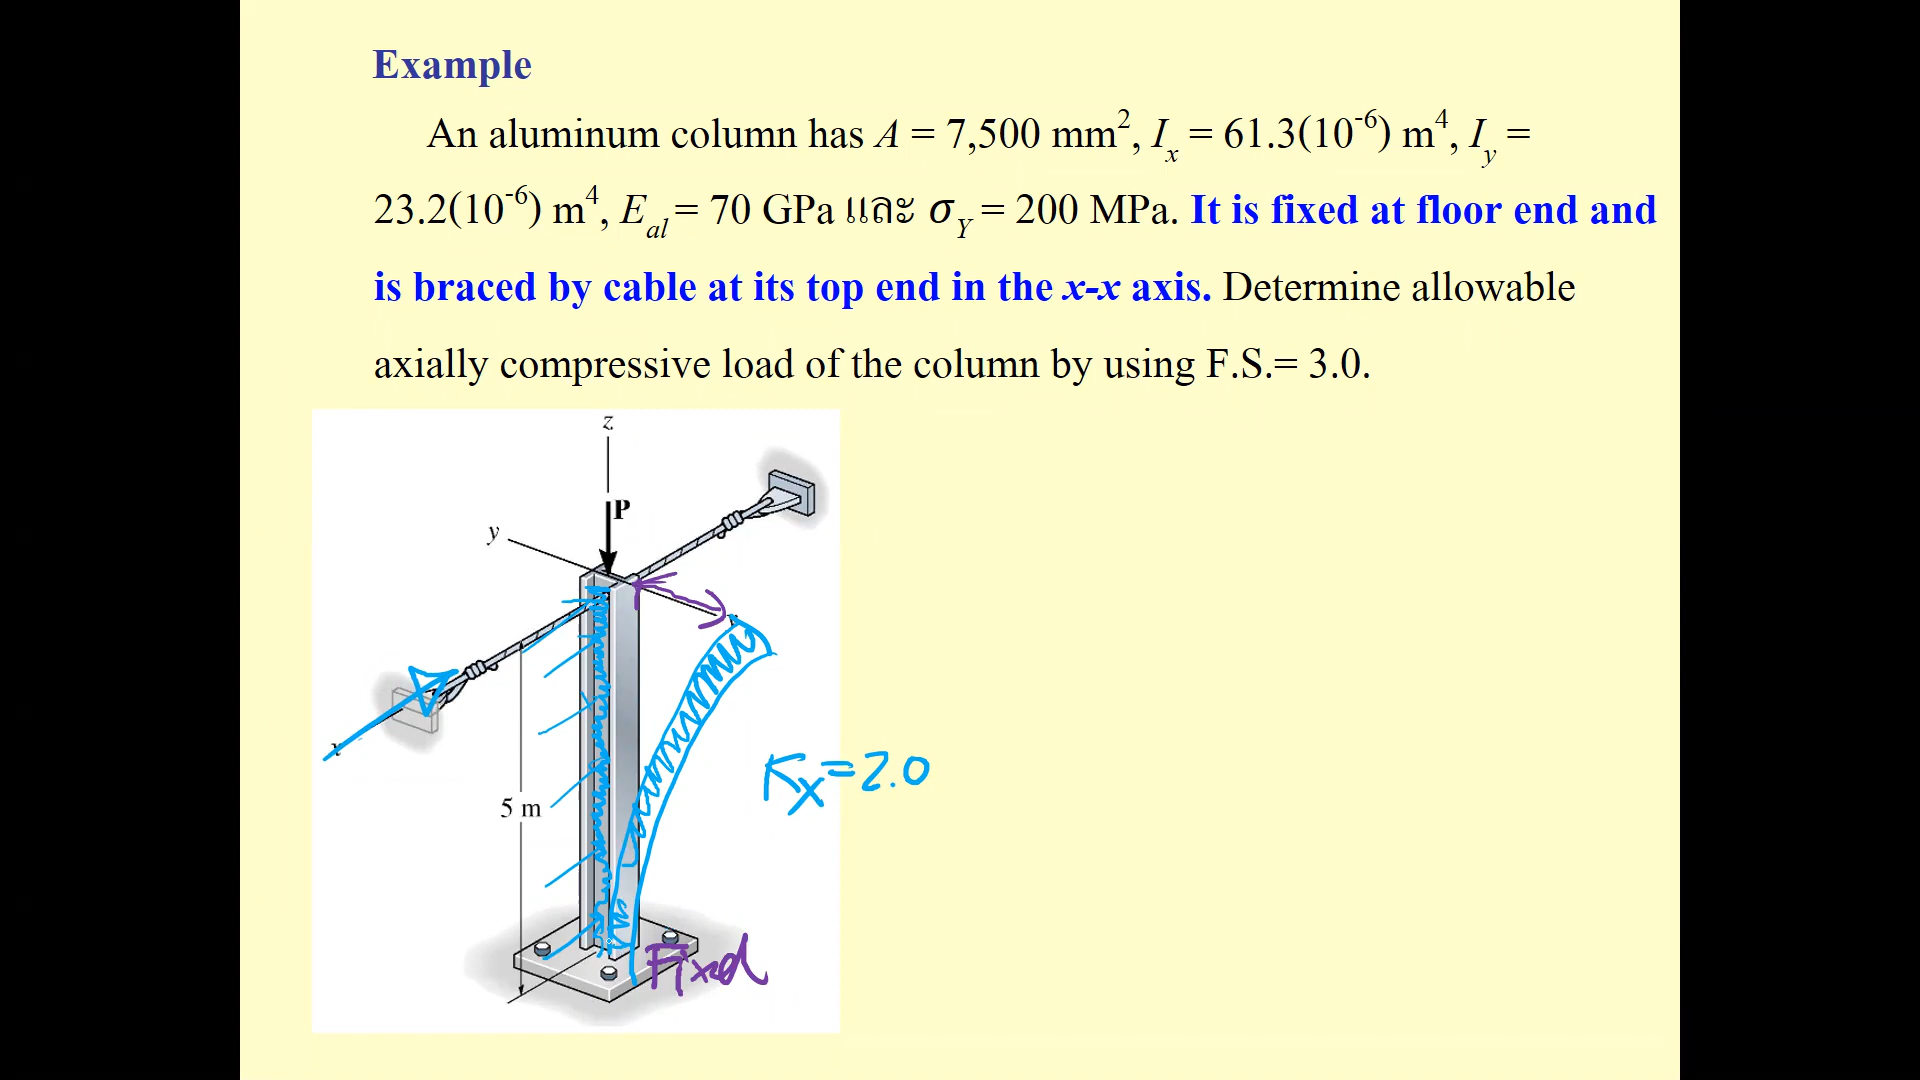 Example
An aluminum column has A = 7,500 mm², Iₓ = 61.3(10⁻⁶) m⁴, I_y =
23.2(10⁻⁶) m⁴, E_al = 70 GPa และ σ_Y = 200 MPa. It is fixed at floor end and
is braced by cable at its top end in the x-x axis. Determine allowable
axially compressive load of the column by using F.S.= 3.0.
z
P
y
x
Kₓ=2.0
5 m
Fixed